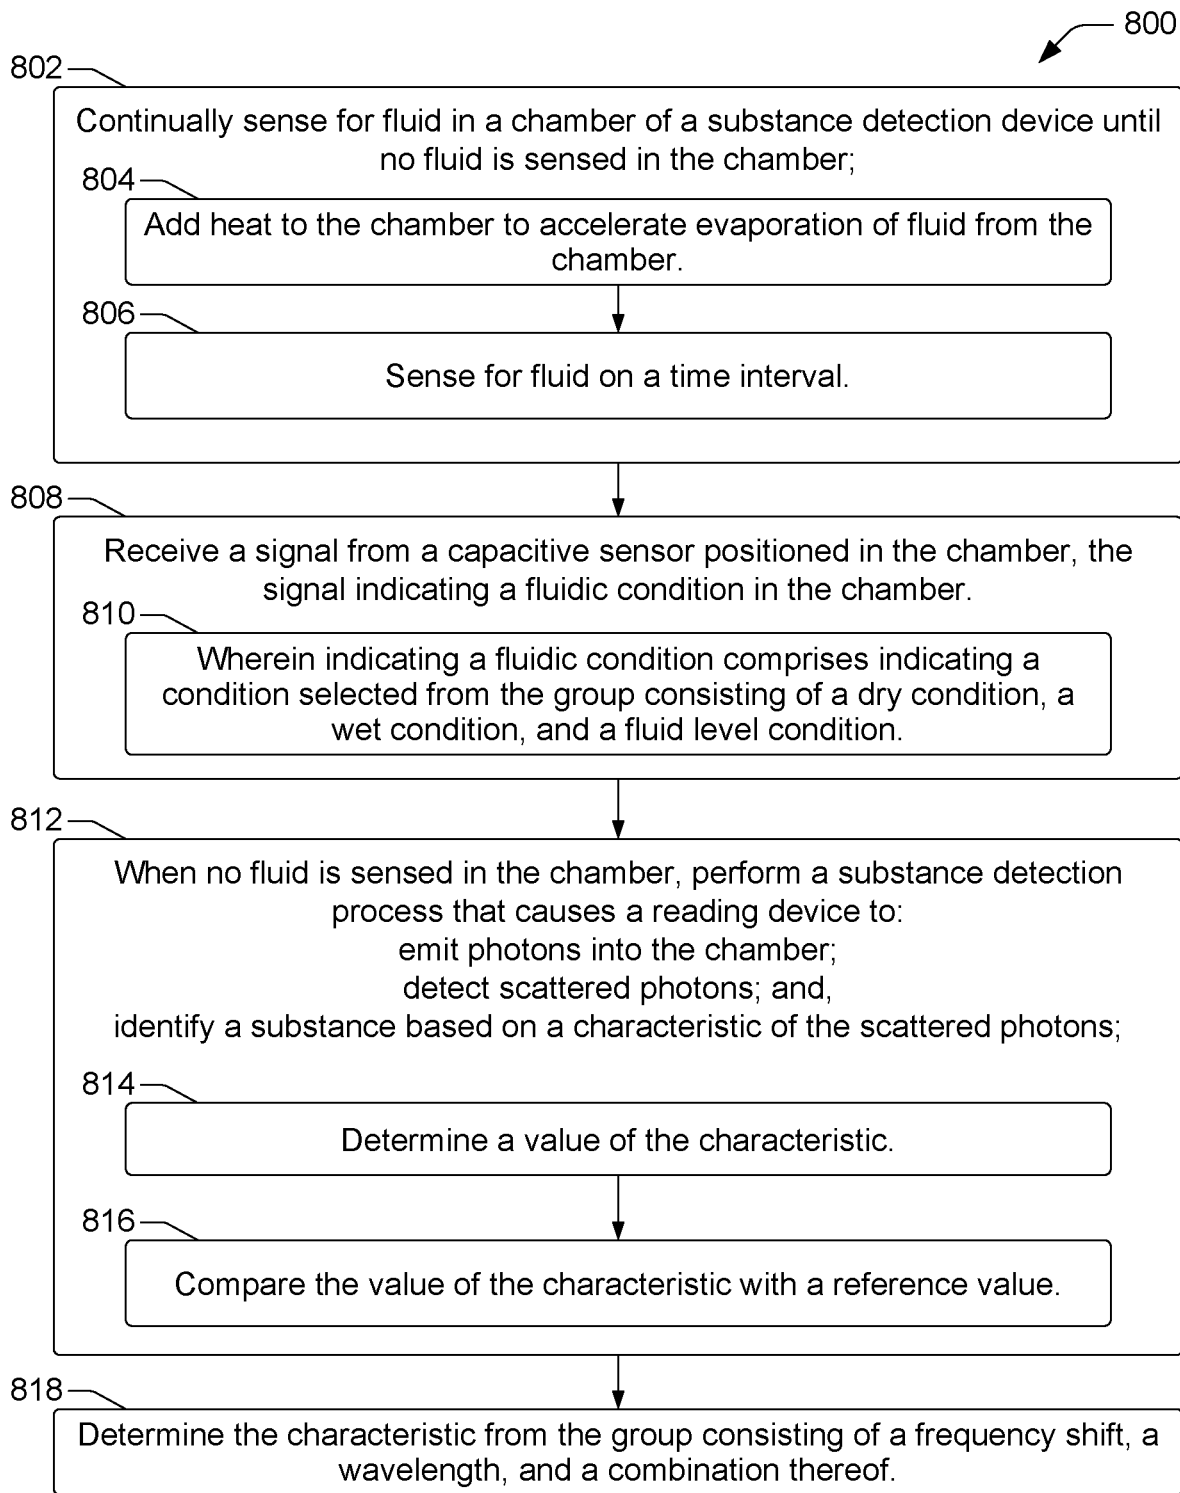 800
802
Continually sense for fluid in a chamber of a substance detection device until
no fluid is sensed in the chamber;
804
Add heat to the chamber to accelerate evaporation of fluid from the
chamber.
806
Sense for fluid on a time interval.
808
Receive a signal from a capacitive sensor positioned in the chamber, the
signal indicating a fluidic condition in the chamber.
810
Wherein indicating a fluidic condition comprises indicating a
condition selected from the group consisting of a dry condition, a
wet condition, and a fluid level condition.
812
When no fluid is sensed in the chamber, perform a substance detection
process that causes a reading device to:
emit photons into the chamber;
detect scattered photons; and,
identify a substance based on a characteristic of the scattered photons;
814
Determine a value of the characteristic.
816
Compare the value of the characteristic with a reference value.
818
Determine the characteristic from the group consisting of a frequency shift, a
wavelength, and a combination thereof.